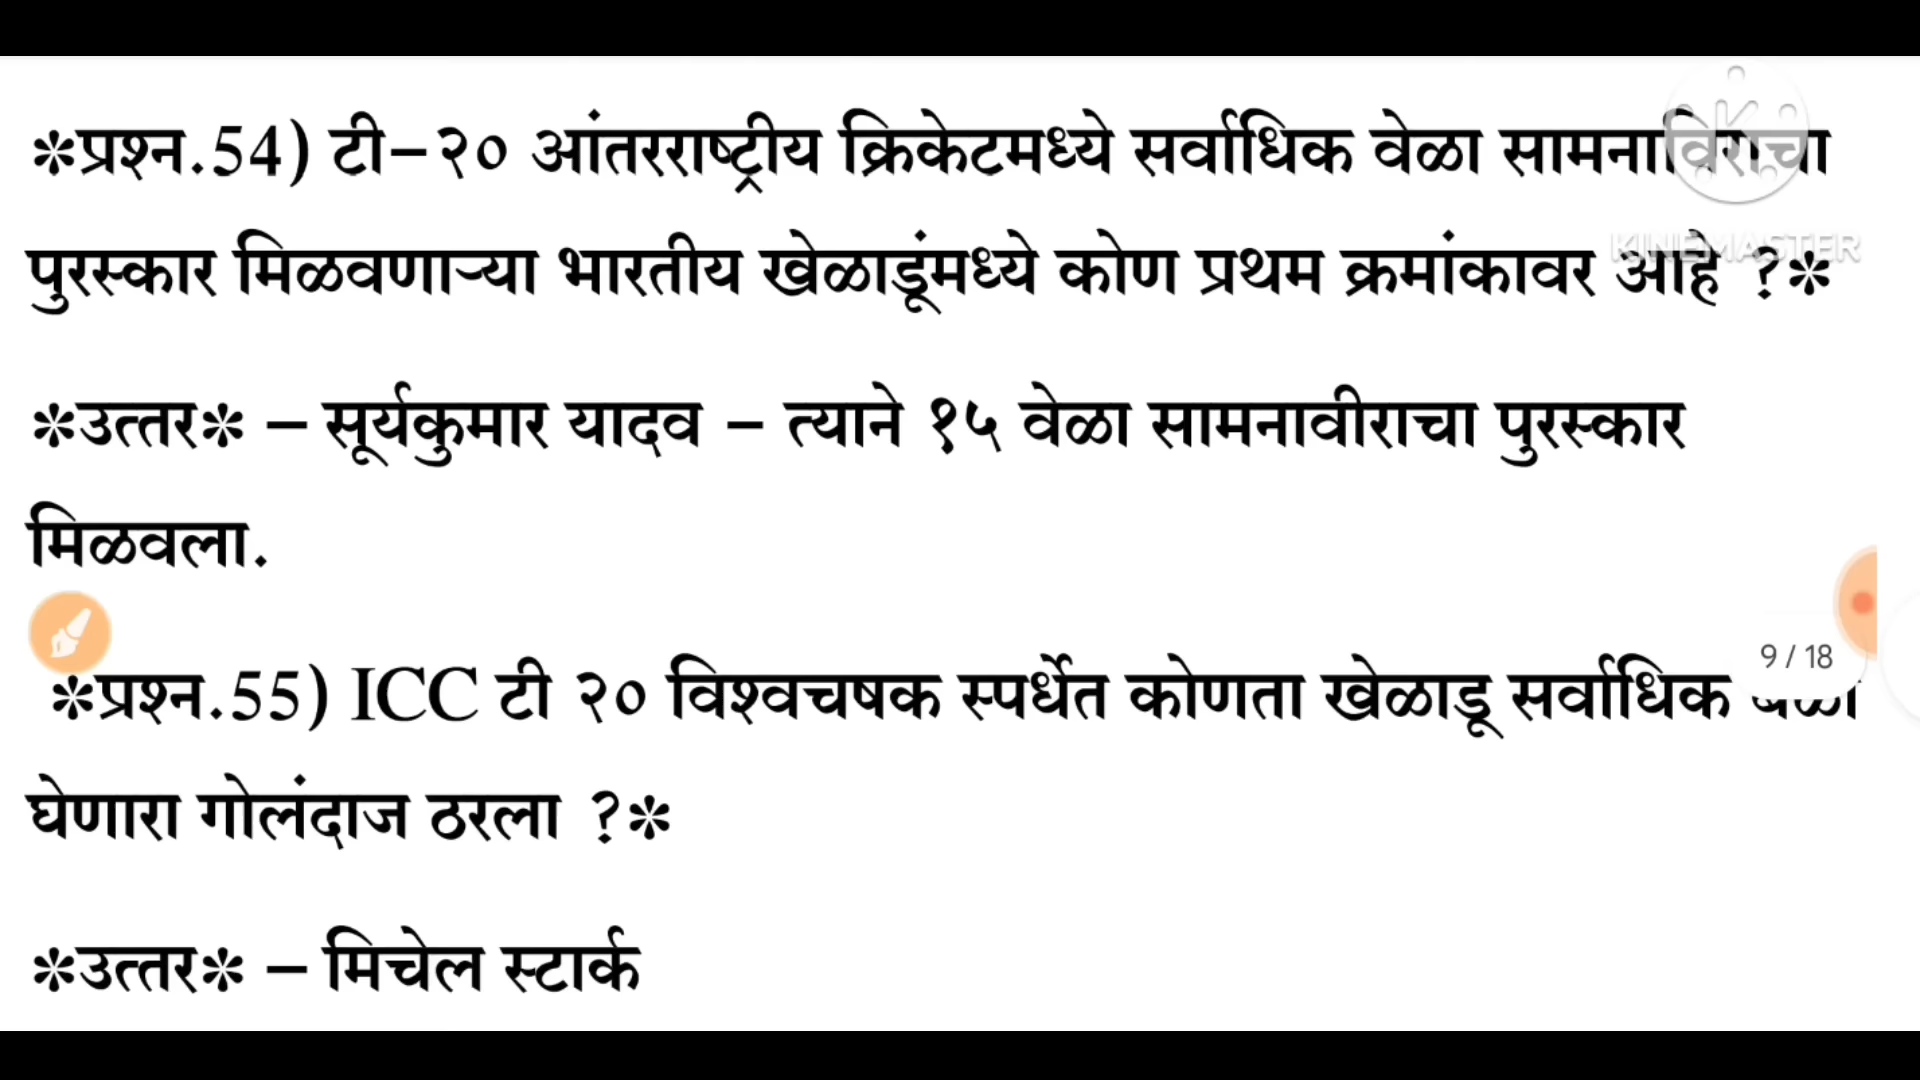 *प्रश्न.54) टी-२० आंतरराष्ट्रीय क्रिकेटमध्ये सर्वाधिक वेळा सामनाविराचा
KINEMASTER
पुरस्कार मिळवणाऱ्या भारतीय खेळाडूंमध्ये कोण प्रथम क्रमांकावर आहे ?*
*उत्तर* - सूर्यकुमार यादव - त्याने १५ वेळा सामनावीराचा पुरस्कार
मिळवला.
9 / 18
*प्रश्न.55) ICC टी २० विश्वचषक स्पर्धेत कोणता खेळाडू सर्वाधिक
घेणारा गोलंदाज ठरला ?*
*उत्तर* - मिचेल स्टार्क